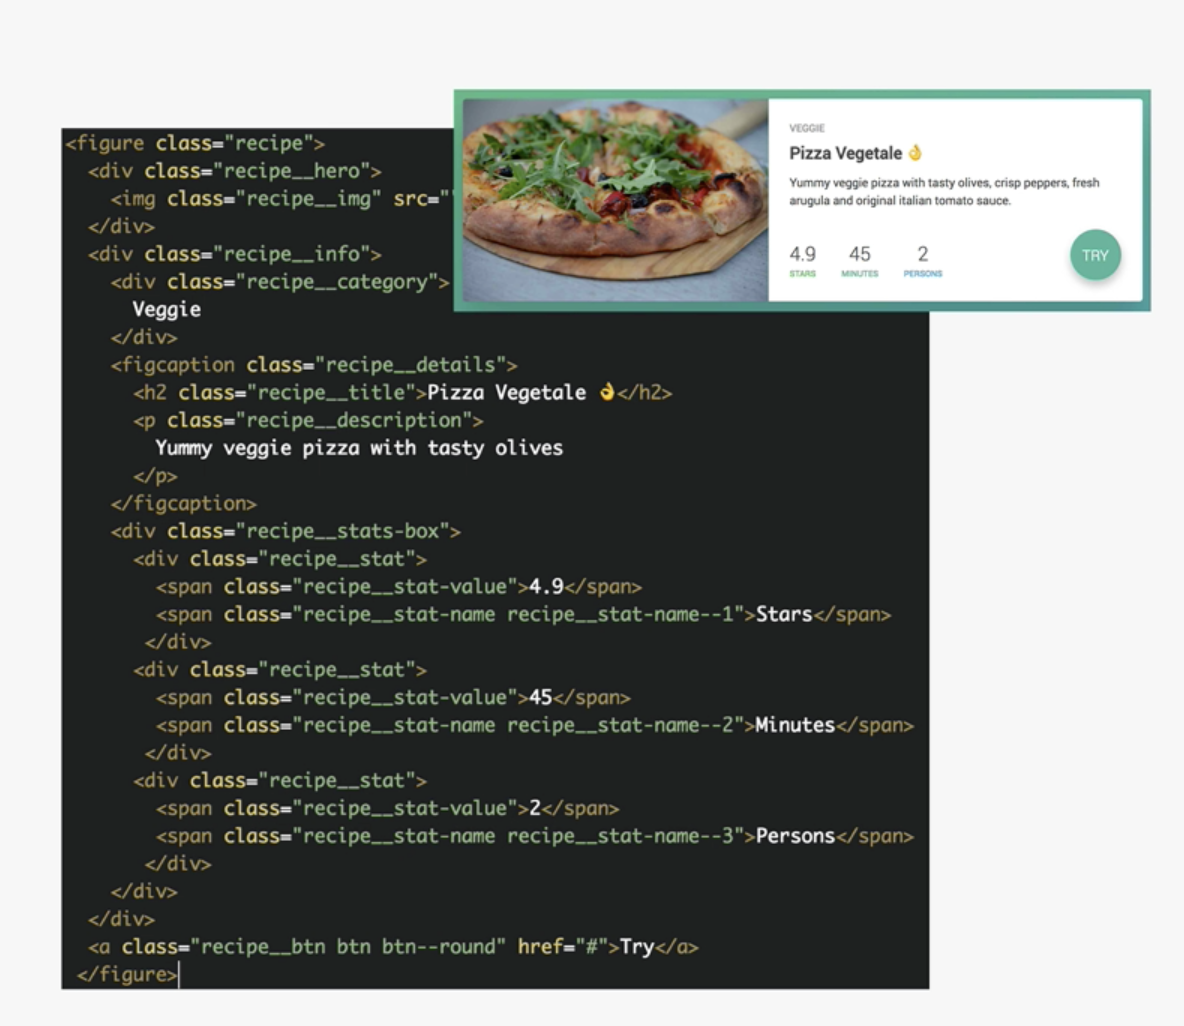 <figure class="recipe">
<div class="recipe__hero">
<img class="recipe__img" src="
</div>
<div class="recipe__info">
<div class="recipe__category">
Veggie
</div>
<figcaption class="recipe__details">
<h2 class="recipe__title">Pizza Vegetale 👌</h2>
<p class="recipe__description">
Yummy veggie pizza with tasty olives
</p>
</figcaption>
<div class="recipe__stats-box">
<div class="recipe__stat">
<span class="recipe__stat-value">4.9</span>
<span class="recipe__stat-name recipe__stat-name--1">Stars</span>
</div>
<div class="recipe__stat">
<span class="recipe__stat-value">45</span>
<span class="recipe__stat-name recipe__stat-name--2">Minutes</span>
</div>
<div class="recipe__stat">
<span class="recipe__stat-value">2</span>
<span class="recipe__stat-name recipe__stat-name--3">Persons</span>
</div>
</div>
</div>
<a class="recipe__btn btn btn--round" href="#">Try</a>
</figure>
VEGGIE
Pizza Vegetale 👌
Yummy veggie pizza with tasty olives, crisp peppers, fresh
arugula and original italian tomato sauce.
4.9 45 2
STARS MINUTES PERSONS
TRY